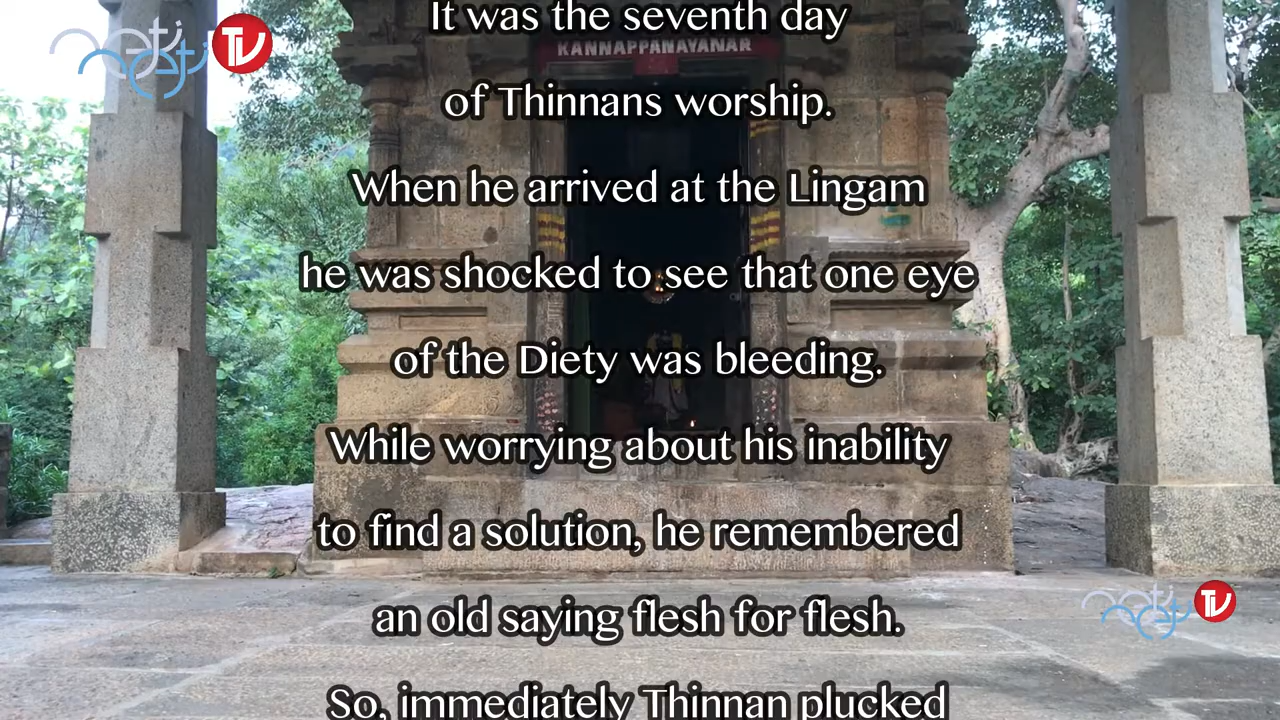 It was the seventh day
KANNAPPANAYANAR
of Thinnans worship.
When he arrived at the Lingam
he was shocked to see that one eye
of the Diety was bleeding.
While worrying about his inability
to find a solution, he remembered
an old saying flesh for flesh.
So, immediately Thinnan plucked
TV
TV